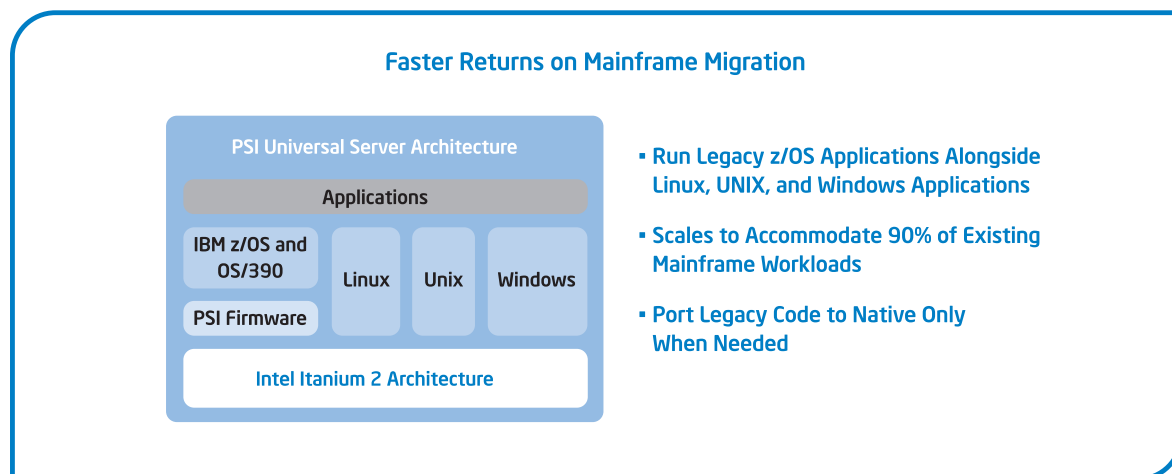 Faster Returns on Mainframe Migration
PSI Universal Server Architecture
Applications
IBM z/OS and
OS/390
PSI Firmware
Linux
Unix
Windows
Intel Itanium 2 Architecture
▪ Run Legacy z/OS Applications Alongside
Linux, UNIX, and Windows Applications
▪ Scales to Accommodate 90% of Existing
Mainframe Workloads
▪ Port Legacy Code to Native Only
When Needed